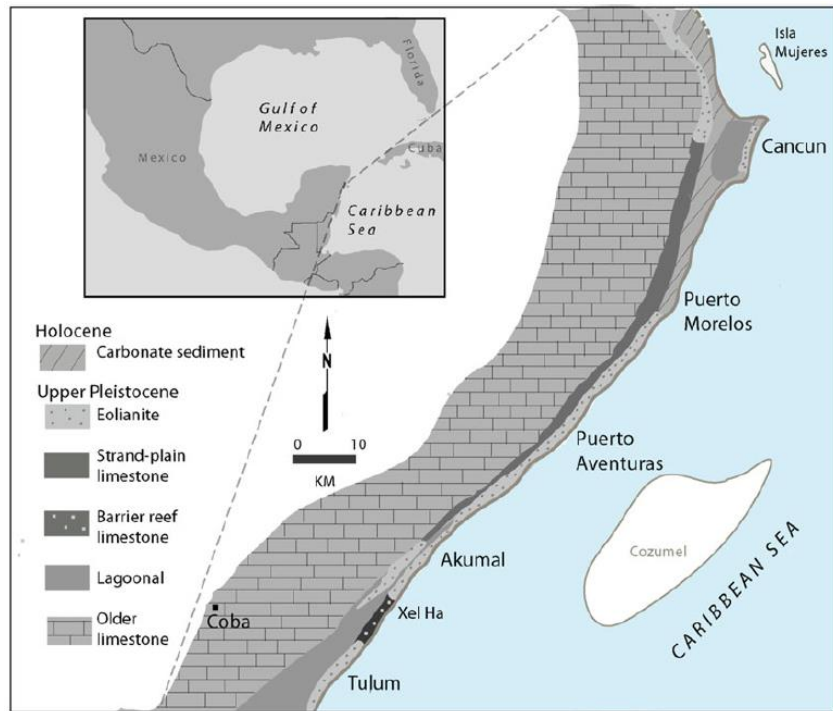 Florida
Gulf of
Mexico
Mexico
Cuba
Caribbean
Sea
Isla
Mujeres
Cancun
Puerto
Morelos
Puerto
Aventuras
Cozumel
CARIBBEAN SEA
Akumal
Xel Ha
Tulum
Coba
N
0 10
KM
Holocene
Carbonate sediment
Upper Pleistocene
Eolianite
Strand-plain
limestone
Barrier reef
limestone
Lagoonal
Older
limestone